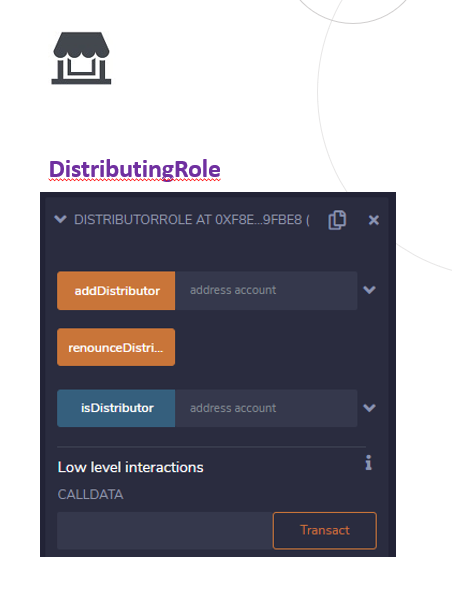 DistributingRole
DISTRIBUTORROLE AT 0XF8E...9FBE8 (
addDistributor address account
renounceDistri...
isDistributor address account
Low level interactions
CALLDATA
Transact